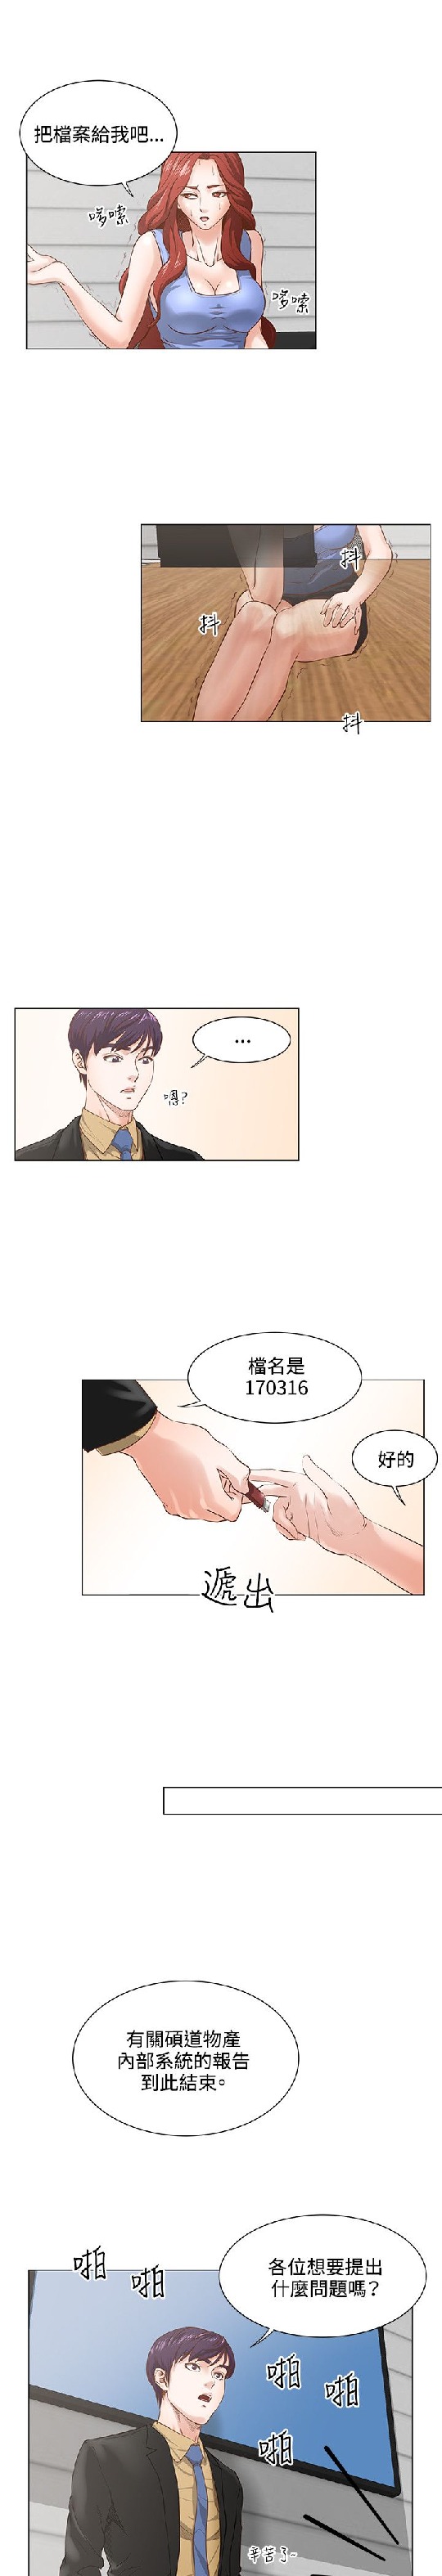 把檔案給我吧...
哆嗦
哆嗦
抖
抖
抖
...
嗯?
檔名是
170316
好的
遞出
有關碩道物產
內部系統的報告
到此結束。
各位想要提出
什麼問題嗎?
啪
啪
啪
啪
啪
辛苦了~